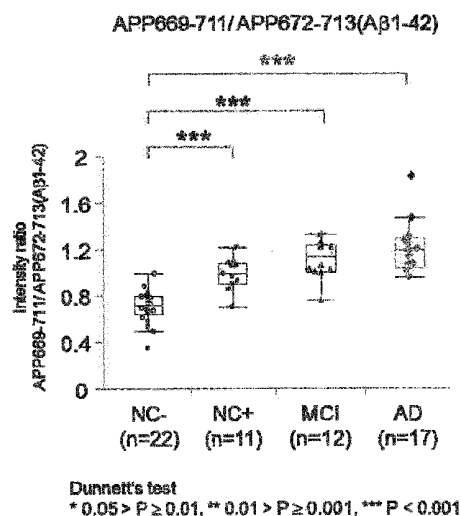 APP669-711/APP672-713(Aβ1-42)
***
***
***
Intensity ratio
APP669-711/APP672-713(Aβ1-42)
2
1.6
1.2
0.8
0.4
0
NC- NC+ MCI AD
(n=22) (n=11) (n=12) (n=17)
Dunnett's test
* 0.05 > P ≥ 0.01, ** 0.01 > P ≥ 0.001, *** P < 0.001